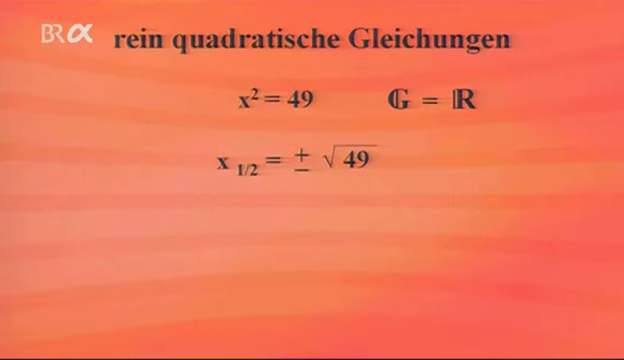 BRα rein quadratische Gleichungen
x² = 49 𝔾 = ℝ
x 1/2 = ± √49